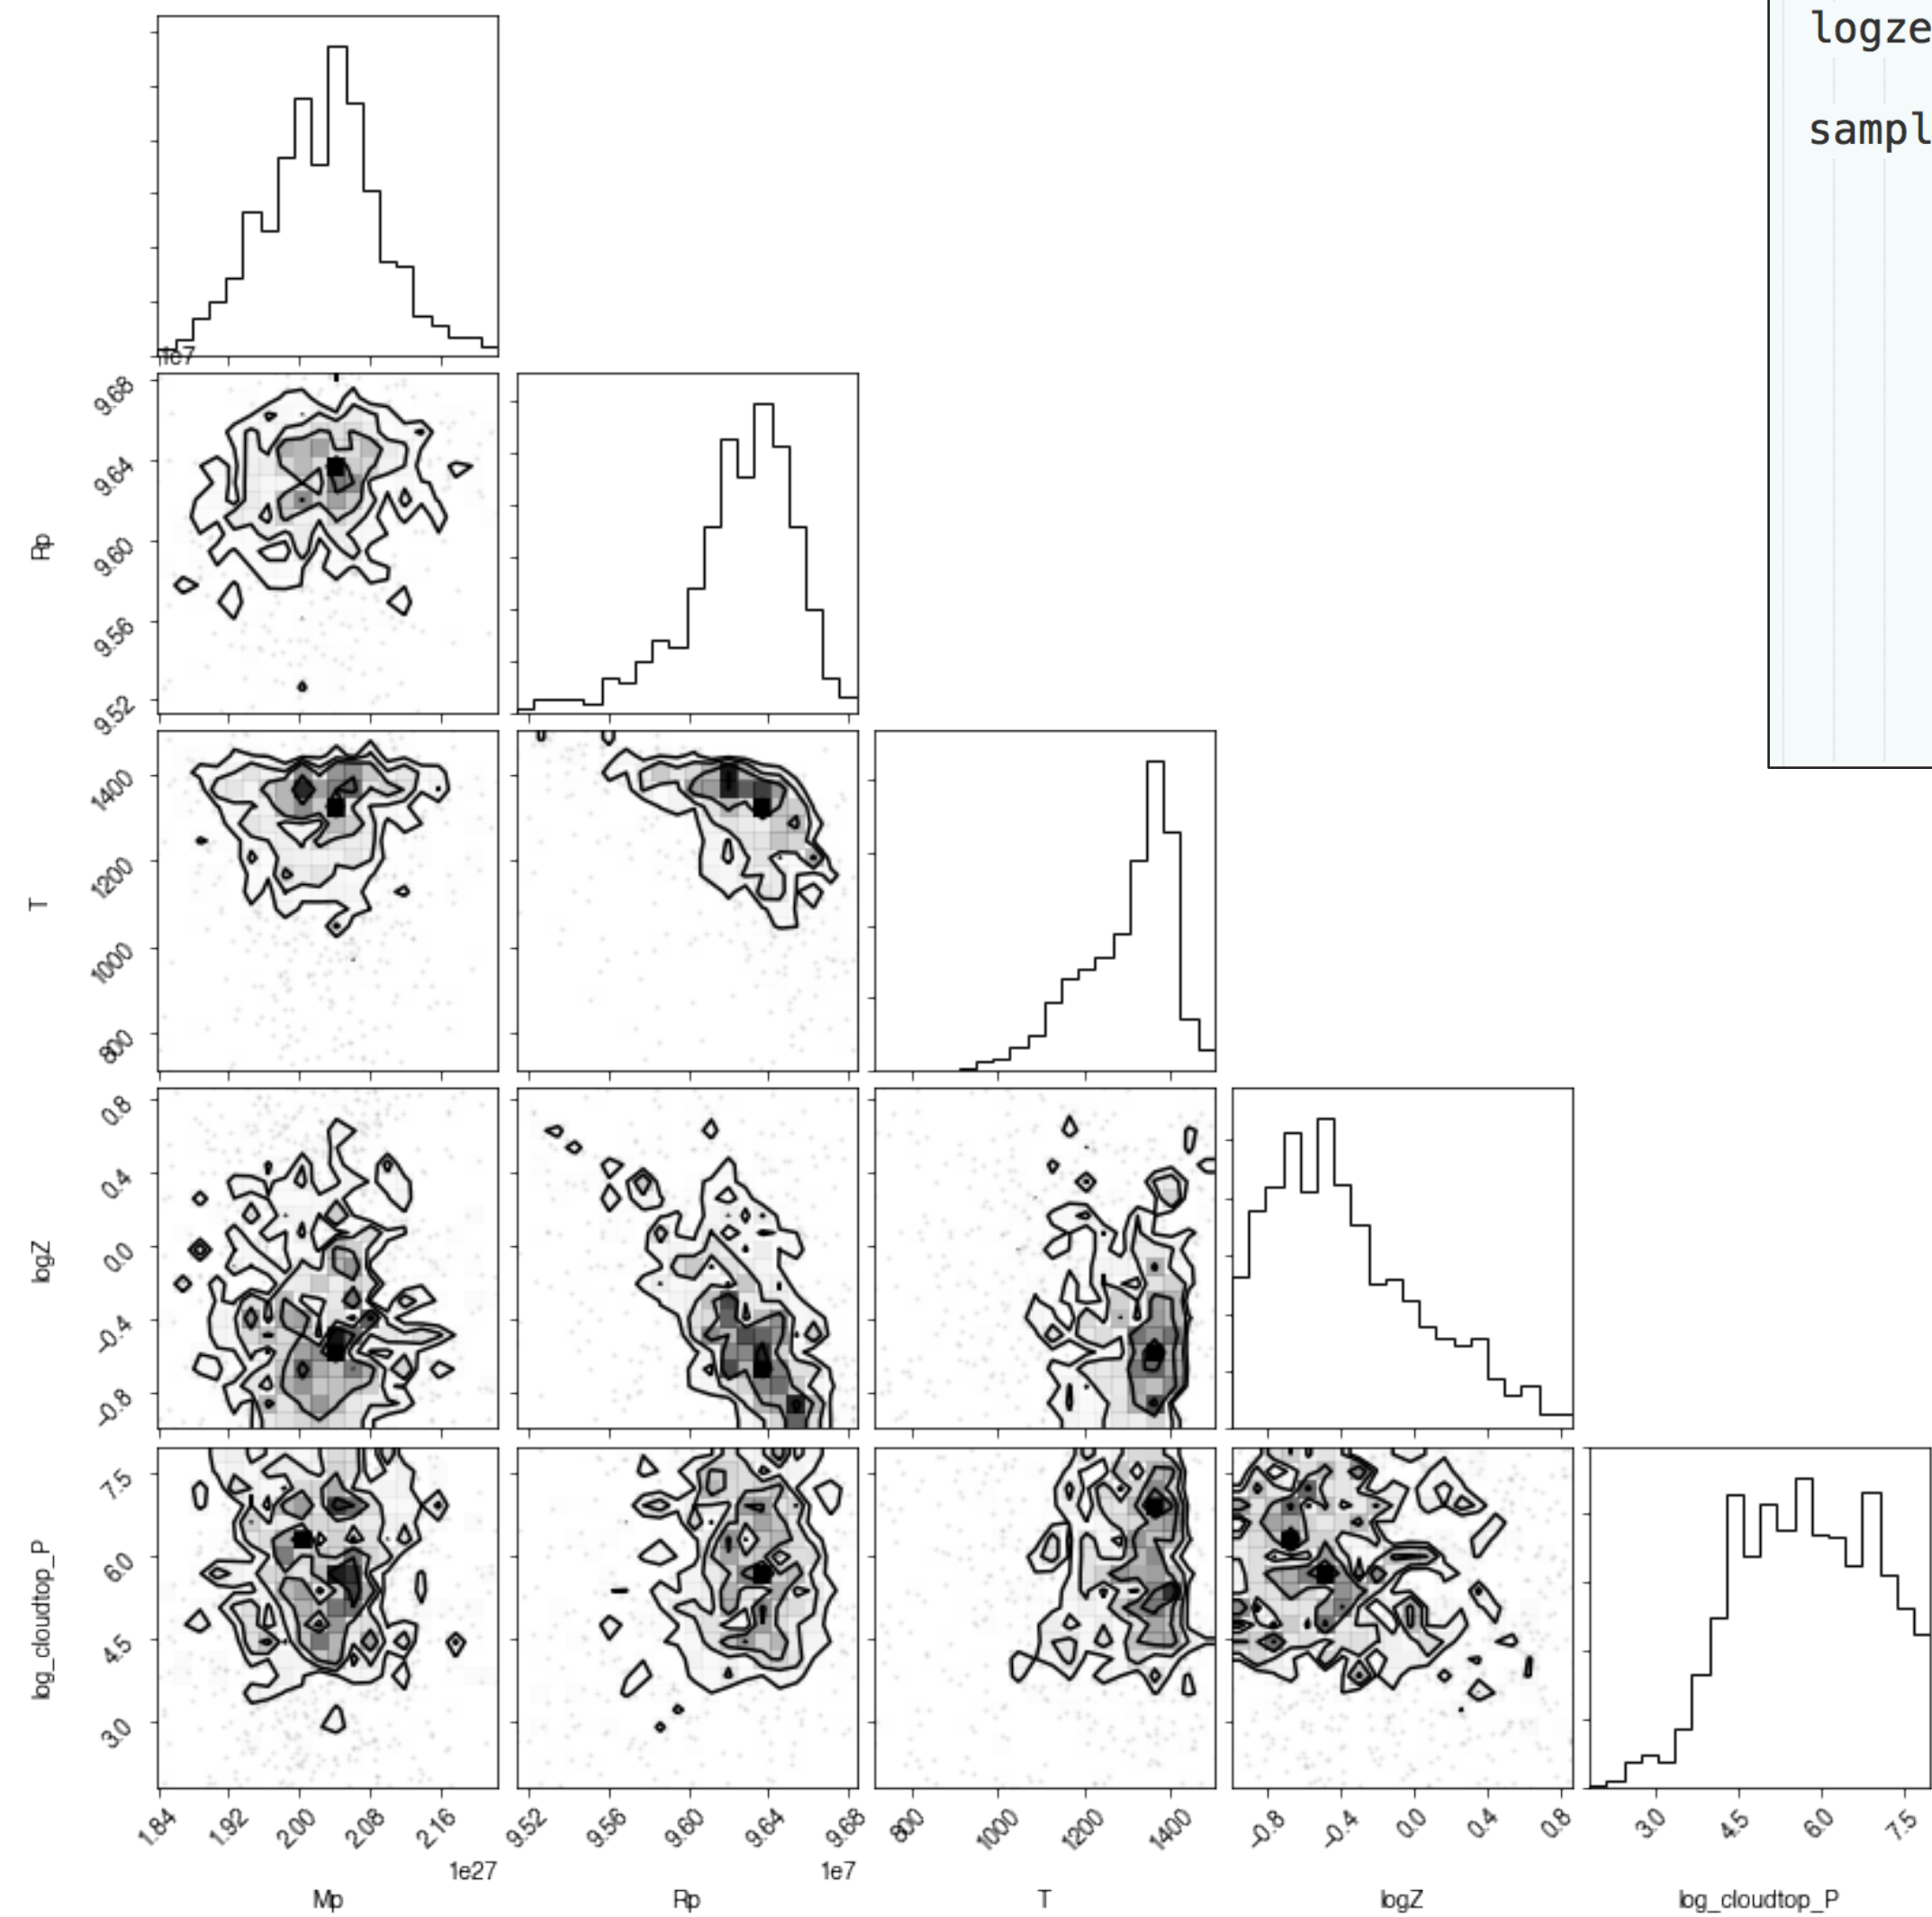 logze
sampl
1e7
Rp
9.68
9.64
9.60
9.56
9.52
T
1400
1200
1000
800
logZ
0.8
0.4
0.0
-0.4
-0.8
log_cloudtop_P
7.5
6.0
4.5
3.0
1.84 1.92 2.00 2.08 2.16 9.52 9.56 9.60 9.64 9.68 800 1000 1200 1400 -0.8 -0.4 0.0 0.4 0.8 3.0 4.5 6.0 7.5
1e27 1e7
Mp Rp T logZ log_cloudtop_P